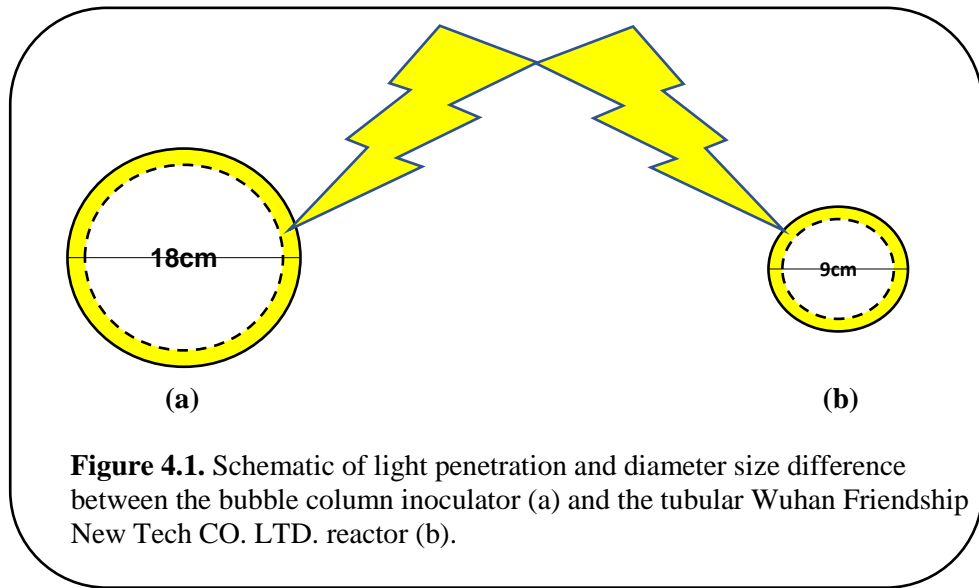 18cm
9cm
(a)
(b)
Figure 4.1. Schematic of light penetration and diameter size difference
between the bubble column inoculator (a) and the tubular Wuhan Friendship
New Tech CO. LTD. reactor (b).